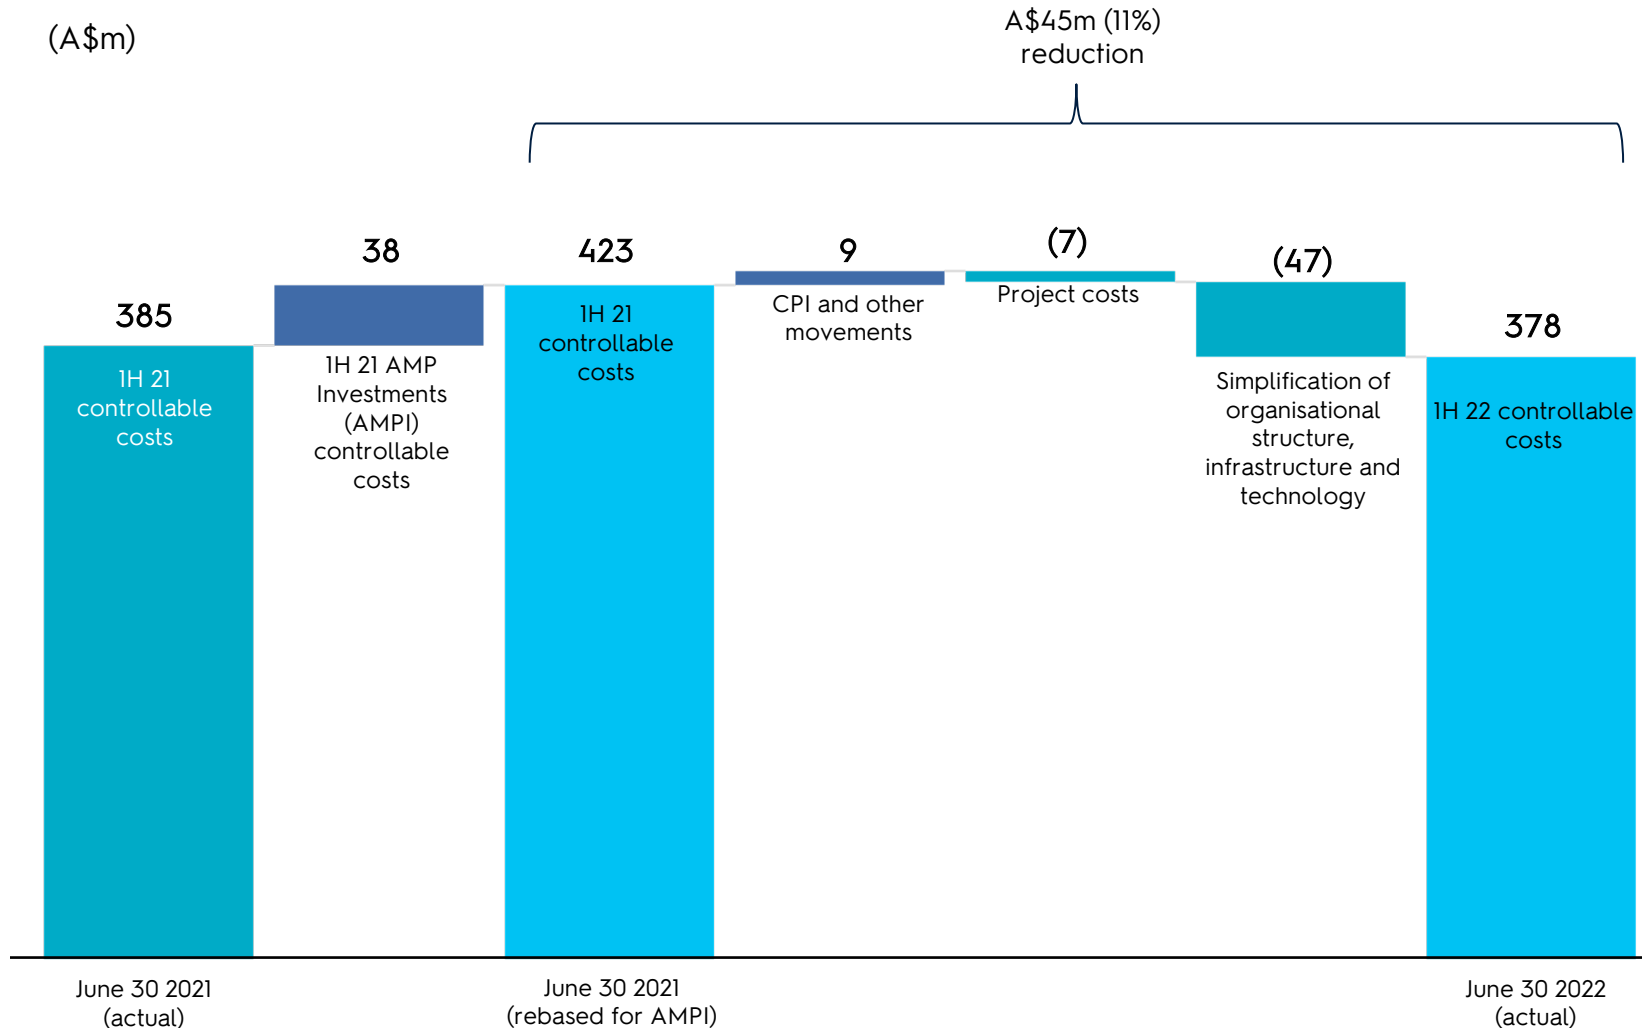 (A$m)
A$45m (11%)
reduction
385
1H 21
controllable
costs
38
1H 21 AMP
Investments
(AMPI)
controllable
costs
423
1H 21
controllable
costs
9
CPI and other
movements
(7)
Project costs
(47)
Simplification of
organisational
structure,
infrastructure and
technology
378
1H 22 controllable
costs
June 30 2021
(actual)
June 30 2021
(rebased for AMPI)
June 30 2022
(actual)